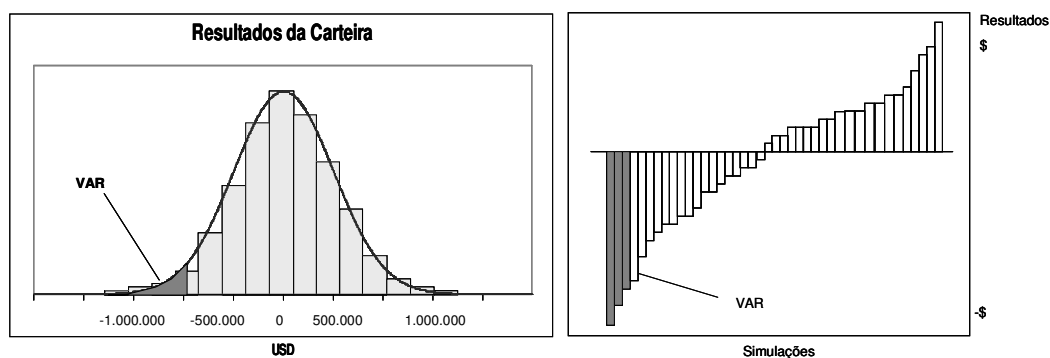 Resultados da Carteira
VAR
-1.000.000 -500.000 0 500.000 1.000.000
USD
Resultados
$
VAR
-$
Simulações